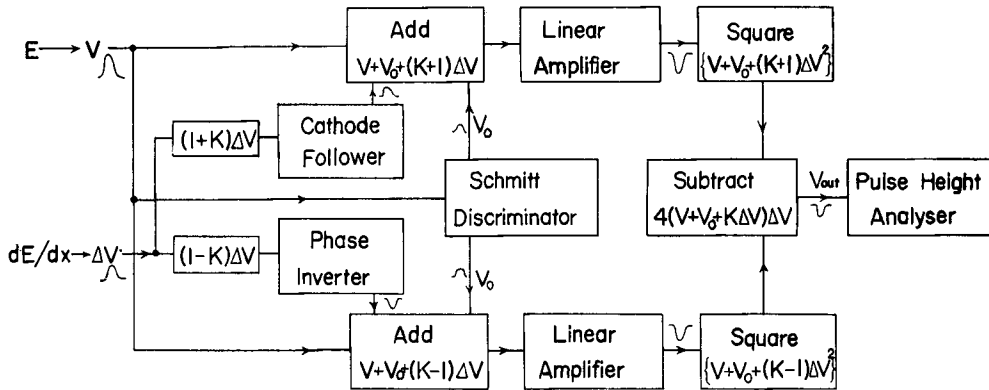 Add
V+V₀+(K+1)ΔV
Linear
Amplifier
Square
{V+V₀+(K+1)ΔV}²
E
V
(1+K)ΔV
Cathode
Follower
V₀
Schmitt
Discriminator
Subtract
4(V+V₀+KΔV)ΔV
Vout
Pulse Height
Analyser
dE/dx
ΔV
(1-K)ΔV
Phase
Inverter
V₀
Add
V+V₀+(K-1)ΔV
Linear
Amplifier
Square
{V+V₀+(K-1)ΔV}²